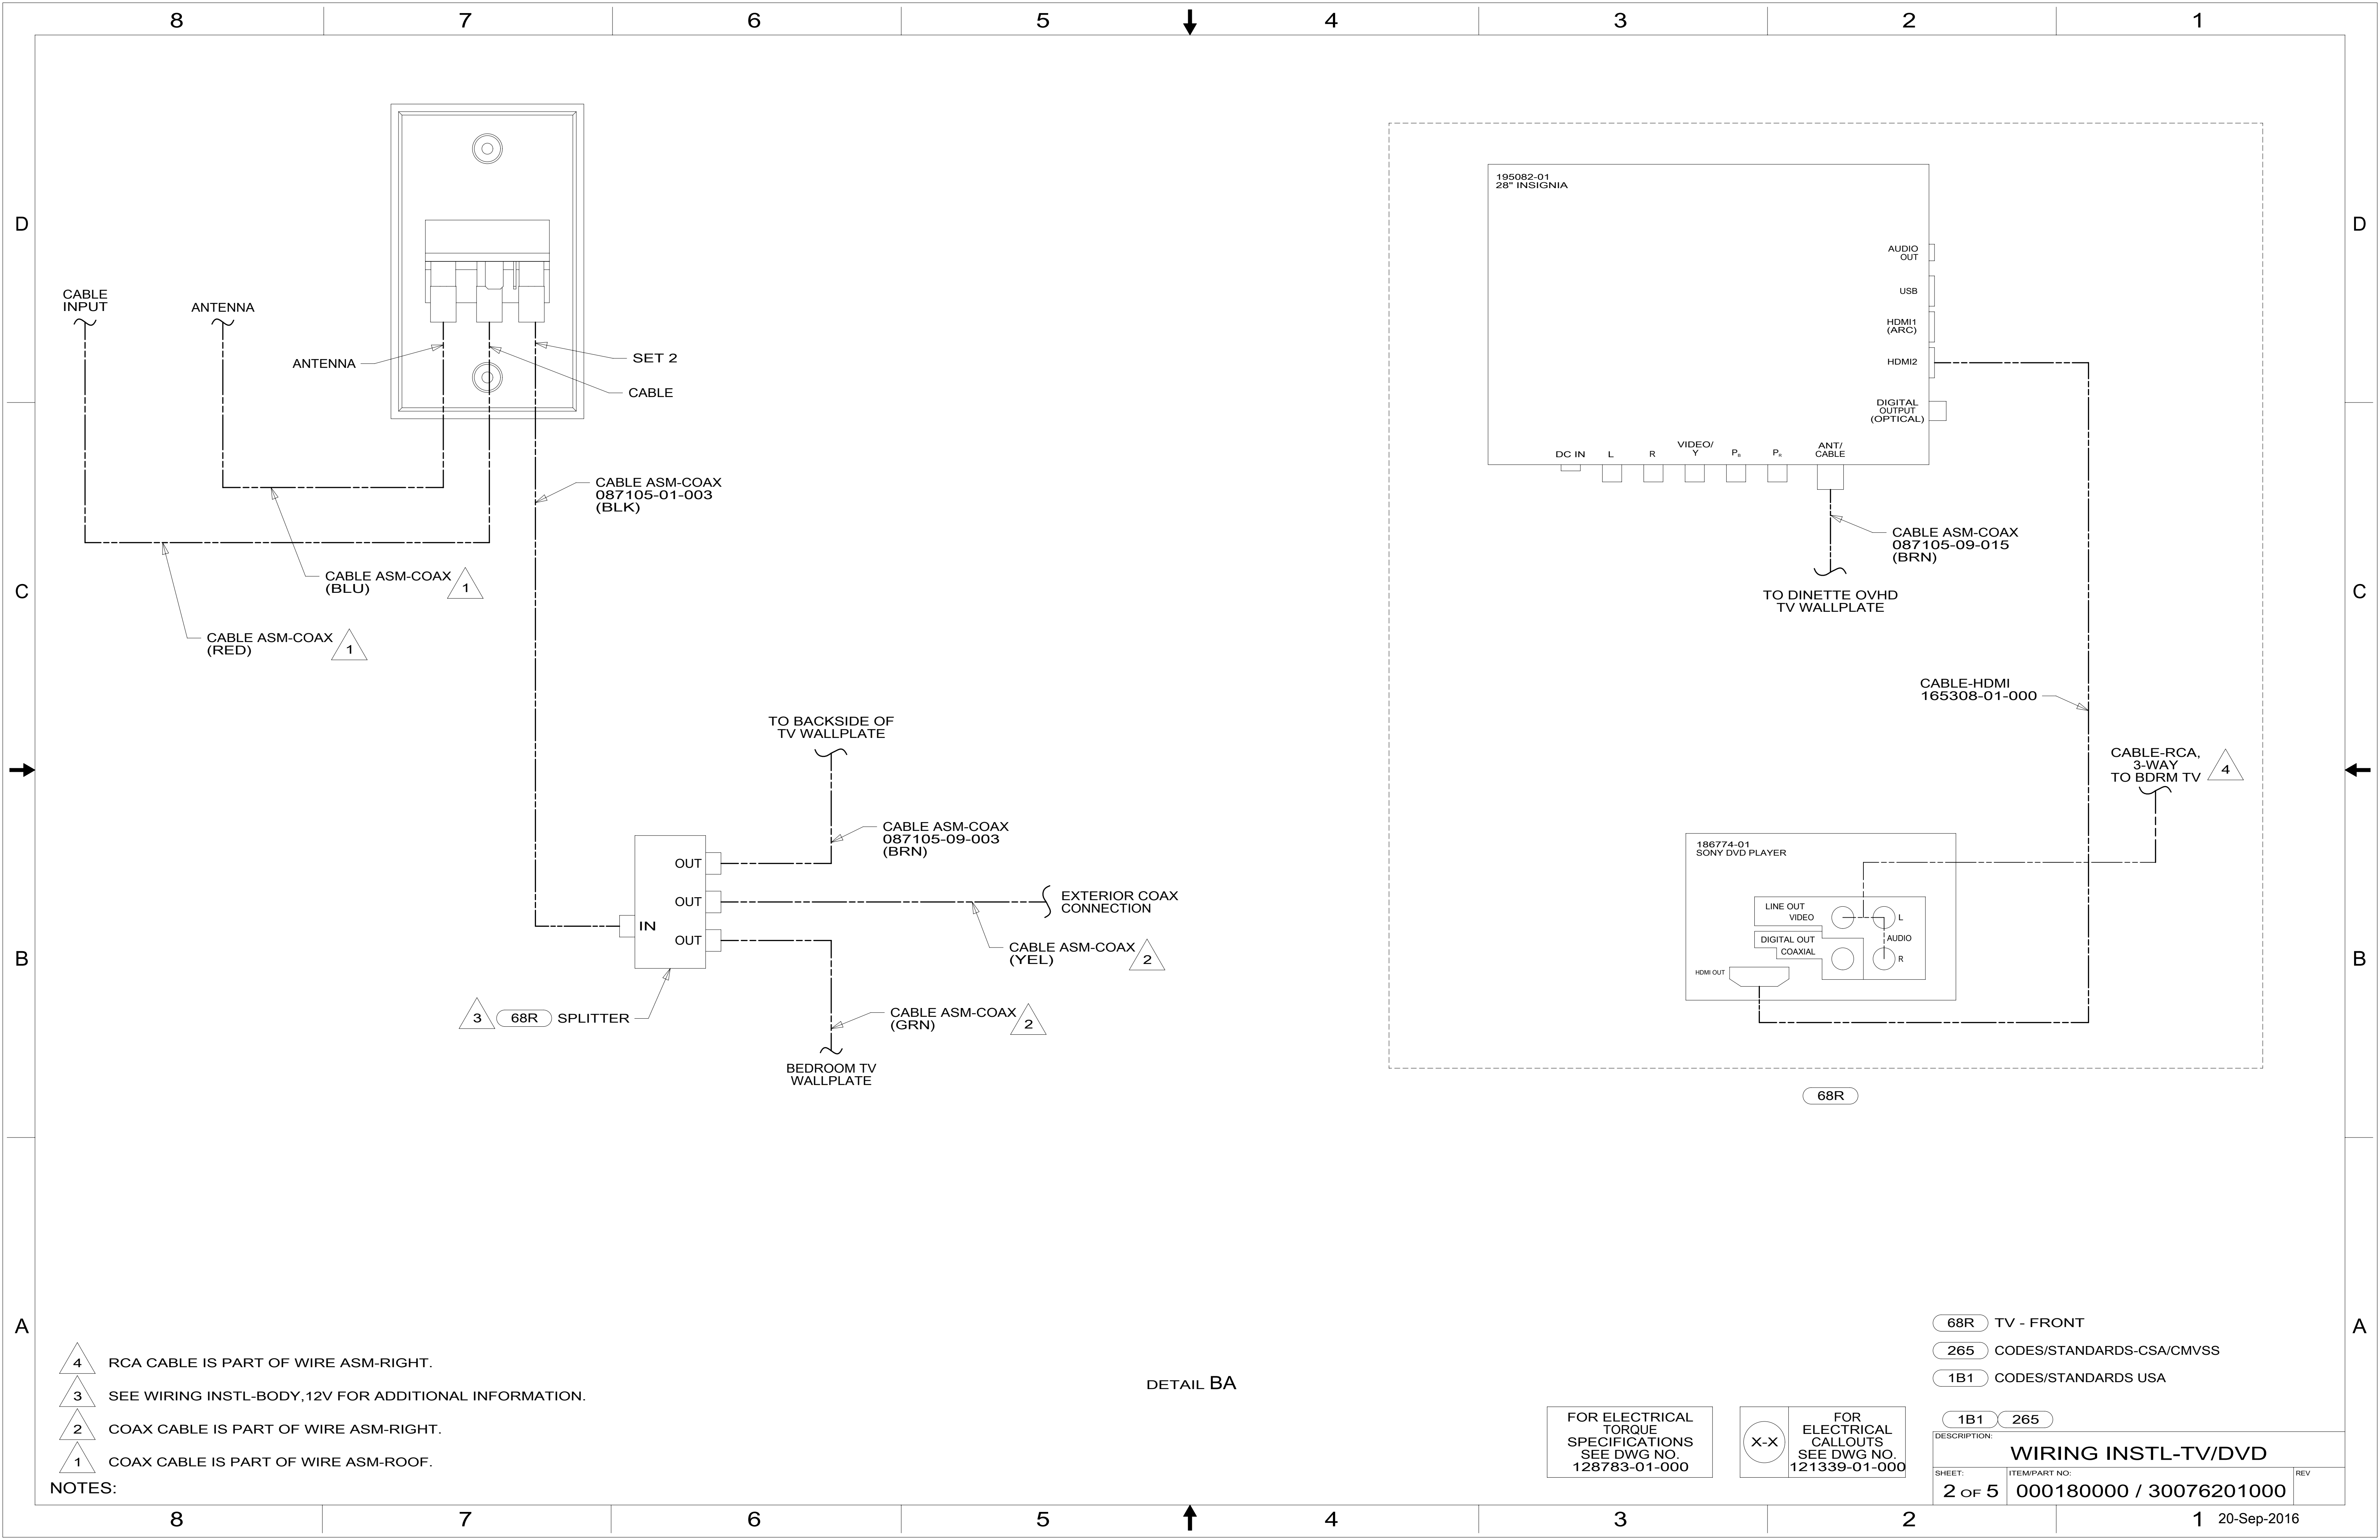 8 7 6 5 4 3 2 1
D
D
C
C
B
B
A
A
CABLE
INPUT
ANTENNA
ANTENNA
SET 2
CABLE
CABLE ASM-COAX
087105-01-003
(BLK)
CABLE ASM-COAX
(BLU)
1
CABLE ASM-COAX
(RED)
1
TO BACKSIDE OF
TV WALLPLATE
CABLE ASM-COAX
087105-09-003
(BRN)
OUT
OUT
IN
OUT
EXTERIOR COAX
CONNECTION
CABLE ASM-COAX
(YEL)
2
CABLE ASM-COAX
(GRN)
2
3 68R SPLITTER
BEDROOM TV
WALLPLATE
195082-01
28" INSIGNIA
AUDIO
OUT
USB
HDMI1
(ARC)
HDMI2
DIGITAL
OUTPUT
(OPTICAL)
DC IN
L
R
VIDEO/
Y
PB
PR
ANT/
CABLE
CABLE ASM-COAX
087105-09-015
(BRN)
TO DINETTE OVHD
TV WALLPLATE
CABLE-HDMI
165308-01-000
CABLE-RCA,
3-WAY
TO BDRM TV
4
186774-01
SONY DVD PLAYER
LINE OUT
VIDEO
L
DIGITAL OUT
AUDIO
COAXIAL
R
HDMI OUT
68R
4 RCA CABLE IS PART OF WIRE ASM-RIGHT.
3 SEE WIRING INSTL-BODY,12V FOR ADDITIONAL INFORMATION.
2 COAX CABLE IS PART OF WIRE ASM-RIGHT.
1 COAX CABLE IS PART OF WIRE ASM-ROOF.
NOTES:
DETAIL BA
FOR ELECTRICAL
TORQUE
SPECIFICATIONS
SEE DWG NO.
128783-01-000
X-X
FOR
ELECTRICAL
CALLOUTS
SEE DWG NO.
121339-01-000
68R TV - FRONT
265 CODES/STANDARDS-CSA/CMVSS
1B1 CODES/STANDARDS USA
1B1 265
DESCRIPTION:
WIRING INSTL-TV/DVD
SHEET:
2 OF 5
ITEM/PART NO:
000180000 / 30076201000
REV
8 7 6 5 4 3 2 1
20-Sep-2016